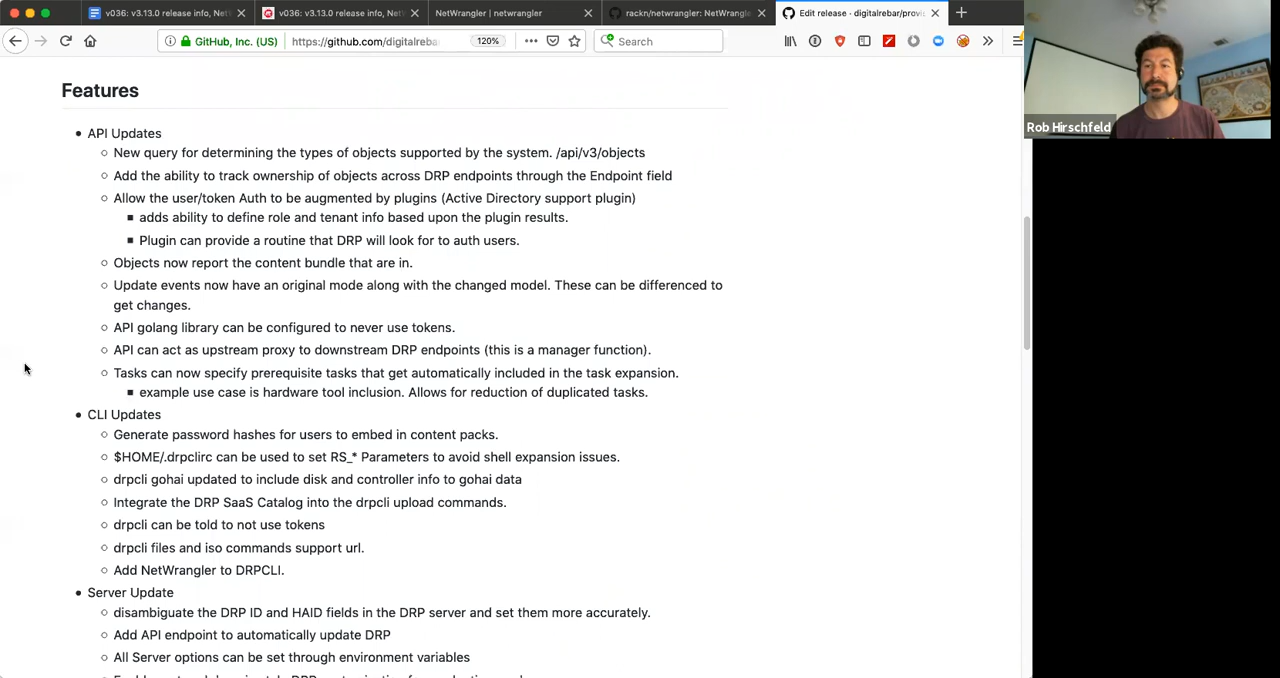 v036: v3.13.0 release info, NetW
v036: v3.13.0 release info, NetW
NetWrangler | netwrangler
rackn/netwrangler: NetWrangl
Edit release · digitalrebar/prov
GitHub, Inc. (US)
https://github.com/digitalreba
120%
Search
Rob Hirschfeld
Features
API Updates
New query for determining the types of objects supported by the system. /api/v3/objects
Add the ability to track ownership of objects across DRP endpoints through the Endpoint field
Allow the user/token Auth to be augmented by plugins (Active Directory support plugin)
adds ability to define role and tenant info based upon the plugin results.
Plugin can provide a routine that DRP will look for to auth users.
Objects now report the content bundle that are in.
Update events now have an original mode along with the changed model. These can be differenced to
get changes.
API golang library can be configured to never use tokens.
API can act as upstream proxy to downstream DRP endpoints (this is a manager function).
Tasks can now specify prerequisite tasks that get automatically included in the task expansion.
example use case is hardware tool inclusion. Allows for reduction of duplicated tasks.
CLI Updates
Generate password hashes for users to embed in content packs.
$HOME/.drpclirc can be used to set RS_* Parameters to avoid shell expansion issues.
drpcli gohai updated to include disk and controller info to gohai data
Integrate the DRP SaaS Catalog into the drpcli upload commands.
drpcli can be told to not use tokens
drpcli files and iso commands support url.
Add NetWrangler to DRPCLI.
Server Update
disambiguate the DRP ID and HAID fields in the DRP server and set them more accurately.
Add API endpoint to automatically update DRP
All Server options can be set through environment variables